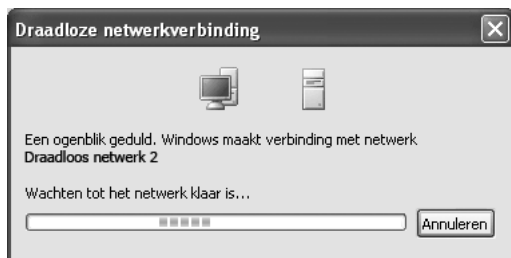 Draadloze netwerkverbinding
Een ogenblik geduld. Windows maakt verbinding met netwerk
Draadloos netwerk 2
Wachten tot het netwerk klaar is...
Annuleren